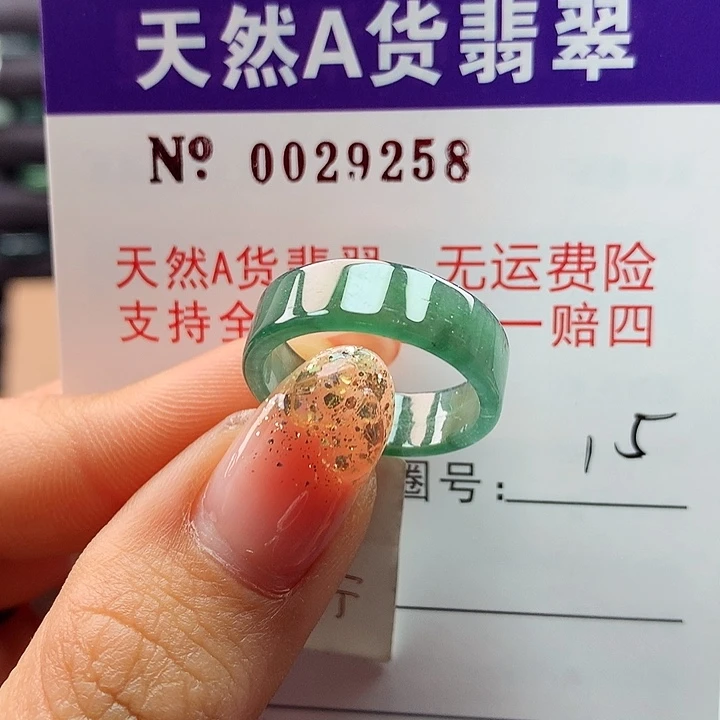 天然A货翡翠
Nº 0029258
天然A货翡翠 无运费险
支持全 一赔四
圈号: 15